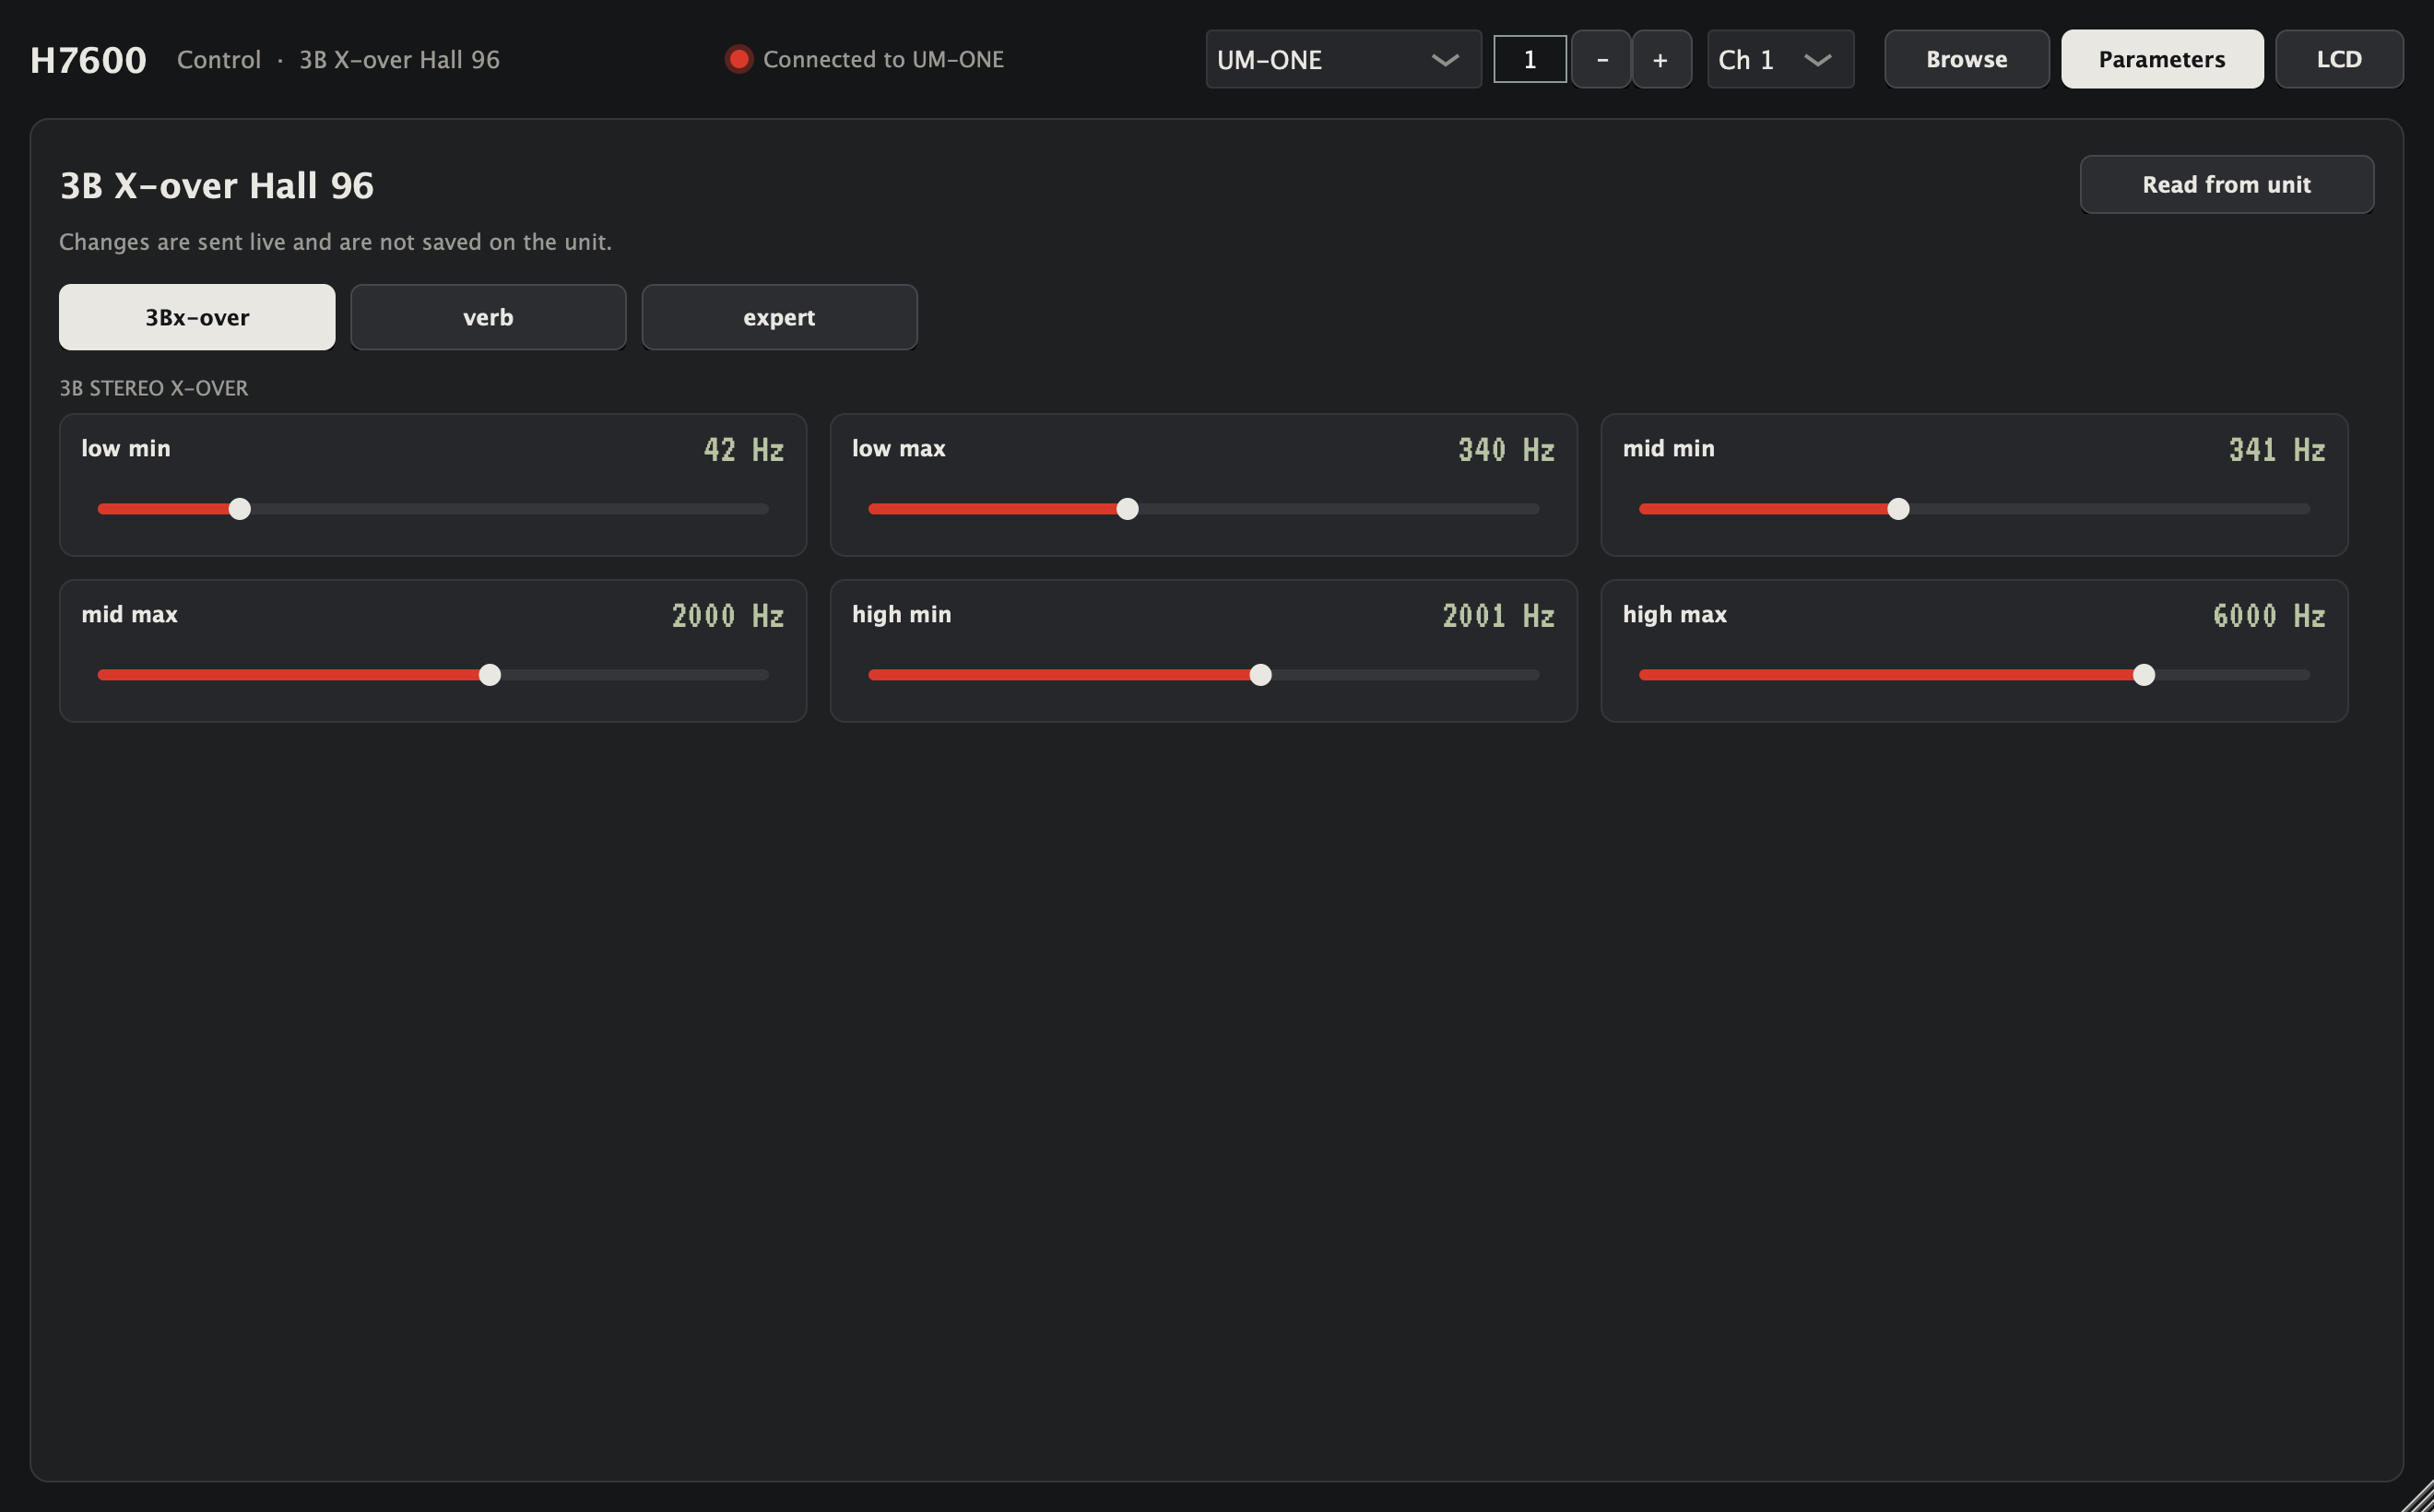 H7600 Control · 3B X-over Hall 96 Connected to UM-ONE UM-ONE 1 - + Ch 1 Browse Parameters LCD
3B X-over Hall 96 Read from unit
Changes are sent live and are not saved on the unit.
3Bx-over verb expert
3B STEREO X-OVER
low min 42 Hz low max 340 Hz mid min 341 Hz
mid max 2000 Hz high min 2001 Hz high max 6000 Hz